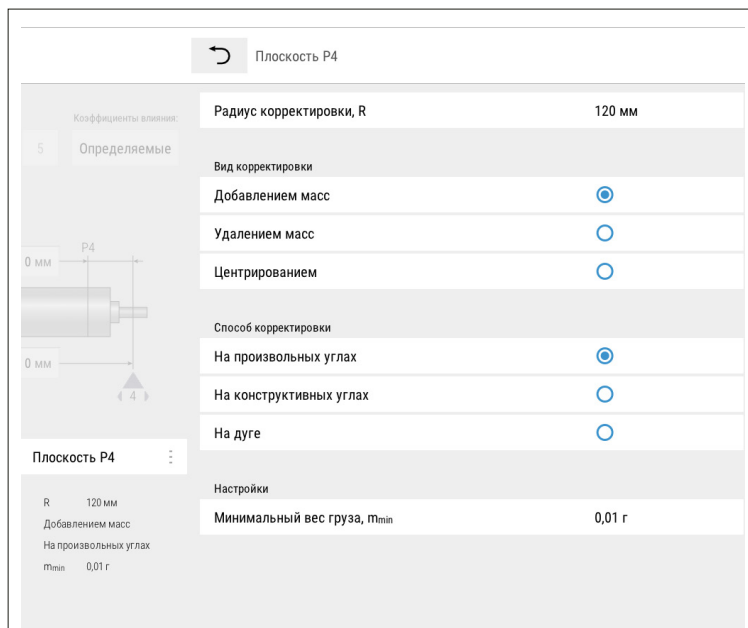 Плоскость P4
Коэффициенты влияния:
5 Определяемые
P4
0 мм
0 мм
4
Плоскость P4
R 120 мм
Добавлением масс
На произвольных углах
mmin 0,01 г
Радиус корректировки, R 120 мм
Вид корректировки
Добавлением масс
Удалением масс
Центрированием
Способ корректировки
На произвольных углах
На конструктивных углах
На дуге
Настройки
Минимальный вес груза, mmin 0,01 г